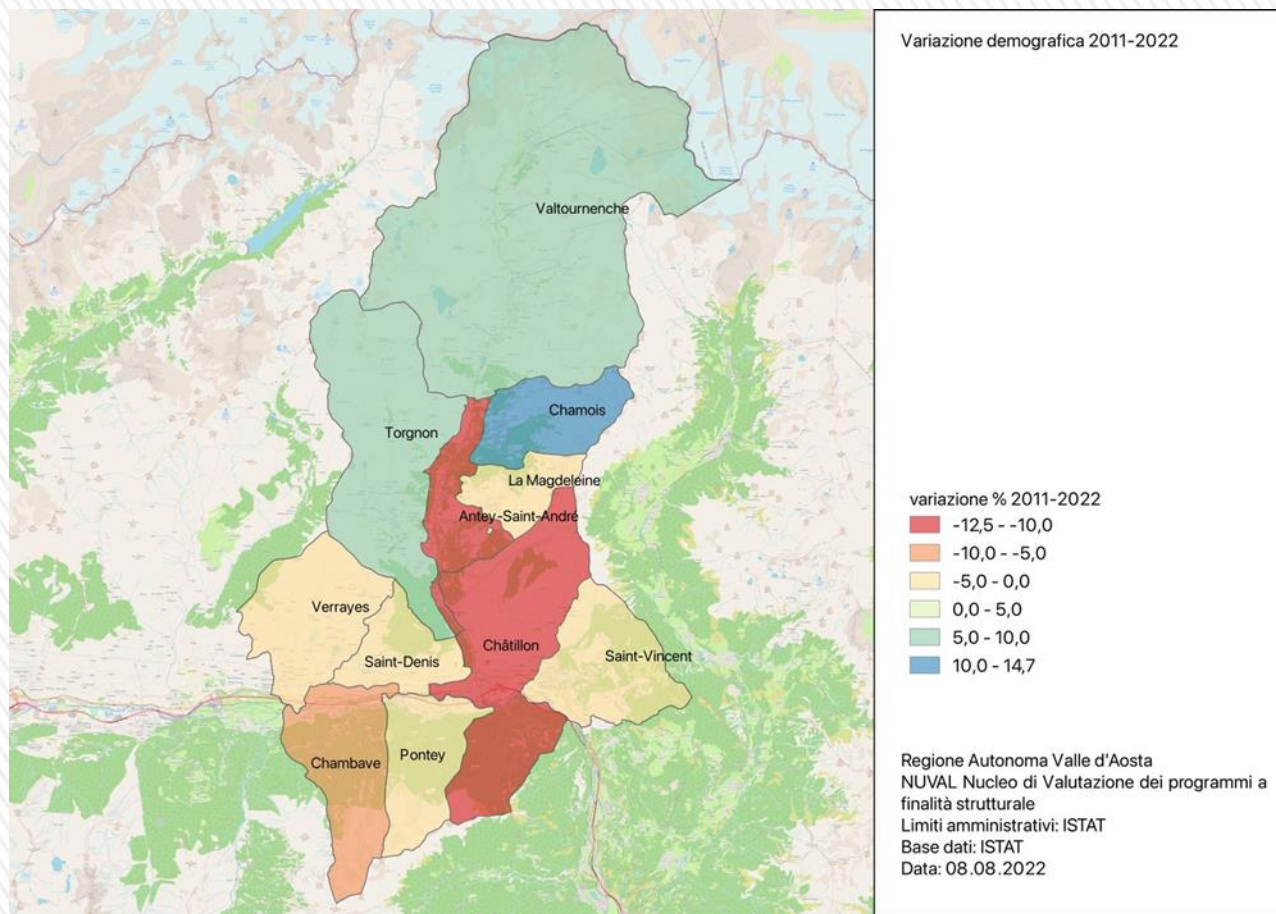 Variazione demografica 2011-2022
Valtournenche
Chamois
Torgnon
La Magdeleine
Antey-Saint-André
Verrayes
Châtillon
Saint-Denis
Saint-Vincent
Chambave
Pontey
variazione % 2011-2022
-12,5 - -10,0
-10,0 - -5,0
-5,0 - 0,0
0,0 - 5,0
5,0 - 10,0
10,0 - 14,7
Regione Autonoma Valle d'Aosta
NUVAL Nucleo di Valutazione dei programmi a
finalità strutturale
Limiti amministrativi: ISTAT
Base dati: ISTAT
Data: 08.08.2022